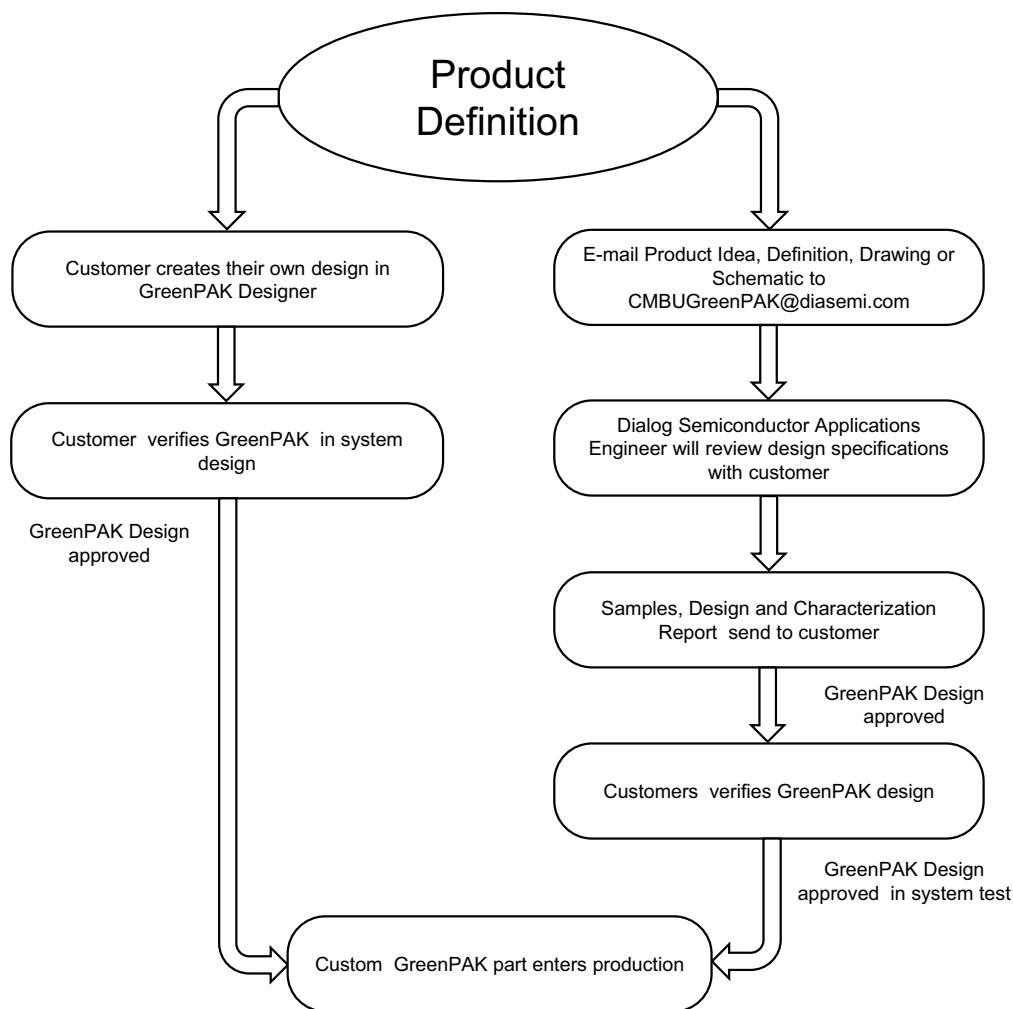 Product
Definition
Customer creates their own design in
GreenPAK Designer
Customer verifies GreenPAK in system
design
GreenPAK Design
approved
E-mail Product Idea, Definition, Drawing or
Schematic to
CMBUGreenPAK@diasemi.com
Dialog Semiconductor Applications
Engineer will review design specifications
with customer
Samples, Design and Characterization
Report send to customer
GreenPAK Design
approved
Customers verifies GreenPAK design
GreenPAK Design
approved in system test
Custom GreenPAK part enters production